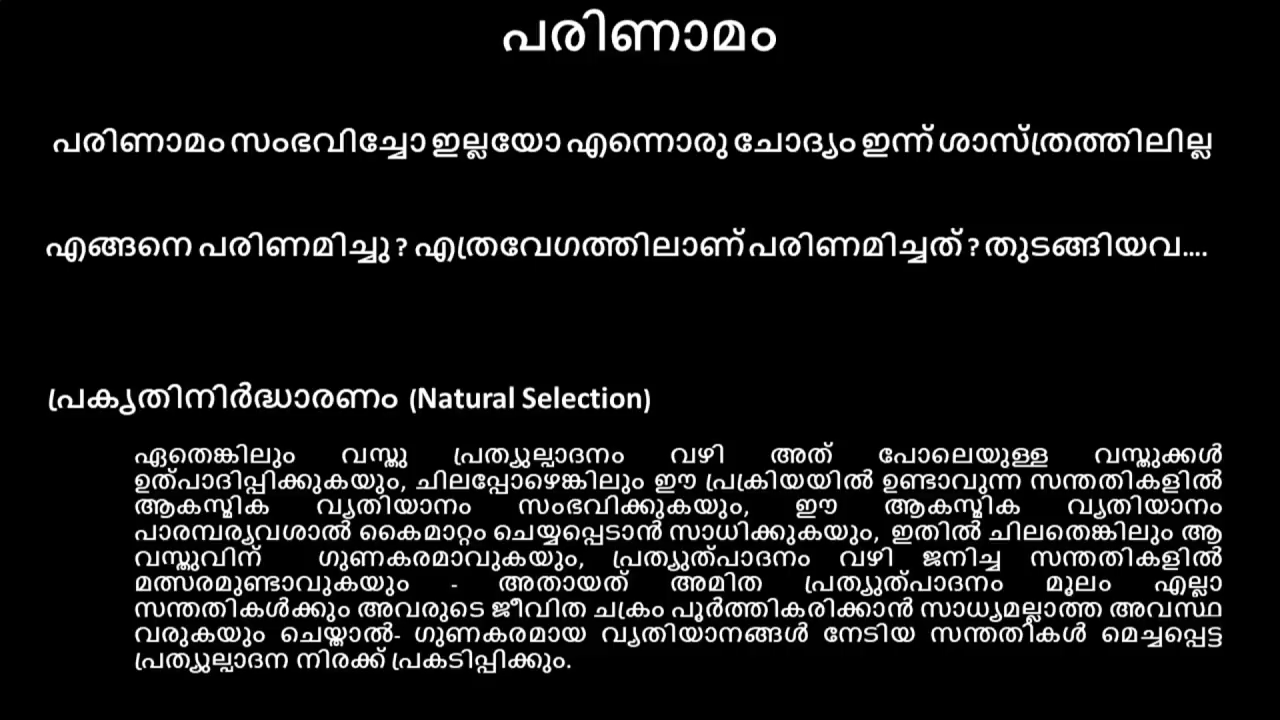 പരിണാമം
പരിണാമം സംഭവിച്ചോ ഇല്ലയോ എന്നൊരു ചോദ്യം ഇന്ന് ശാസ്ത്രത്തിലില്ല
എങ്ങനെ പരിണമിച്ചു ? എത്രവേഗത്തിലാണ് പരിണമിച്ചത് ? തുടങ്ങിയവ....
പ്രകൃതിനിർദ്ധാരണം (Natural Selection)
ഏതെങ്കിലും വസ്തു പ്രത്യുല്പാദനം വഴി അത് പോലെയുള്ള വസ്തുക്കൾ
ഉത്പാദിപ്പിക്കുകയും, ചിലപ്പോഴെങ്കിലും ഈ പ്രക്രിയയിൽ ഉണ്ടാവുന്ന സന്തതികളിൽ
ആകസ്മിക വ്യതിയാനം സംഭവിക്കുകയും, ഈ ആകസ്മിക വ്യതിയാനം
പാരമ്പര്യവശാൽ കൈമാറ്റം ചെയ്യപ്പെടാൻ സാധിക്കുകയും, ഇതിൽ ചിലതെങ്കിലും ആ
വസ്തുവിന് ഗുണകരമാവുകയും, പ്രത്യുത്പാദനം വഴി ജനിച്ച സന്തതികളിൽ
മത്സരമുണ്ടാവുകയും - അതായത് അമിത പ്രത്യുത്പാദനം മൂലം എല്ലാ
സന്തതികൾക്കും അവരുടെ ജീവിത ചക്രം പൂർത്തികരിക്കാൻ സാധ്യമല്ലാത്ത അവസ്ഥ
വരുകയും ചെയ്താൽ- ഗുണകരമായ വ്യതിയാനങ്ങൾ നേടിയ സന്തതികൾ മെച്ചപ്പെട്ട
പ്രത്യുല്പാദന നിരക്ക് പ്രകടിപ്പിക്കും.